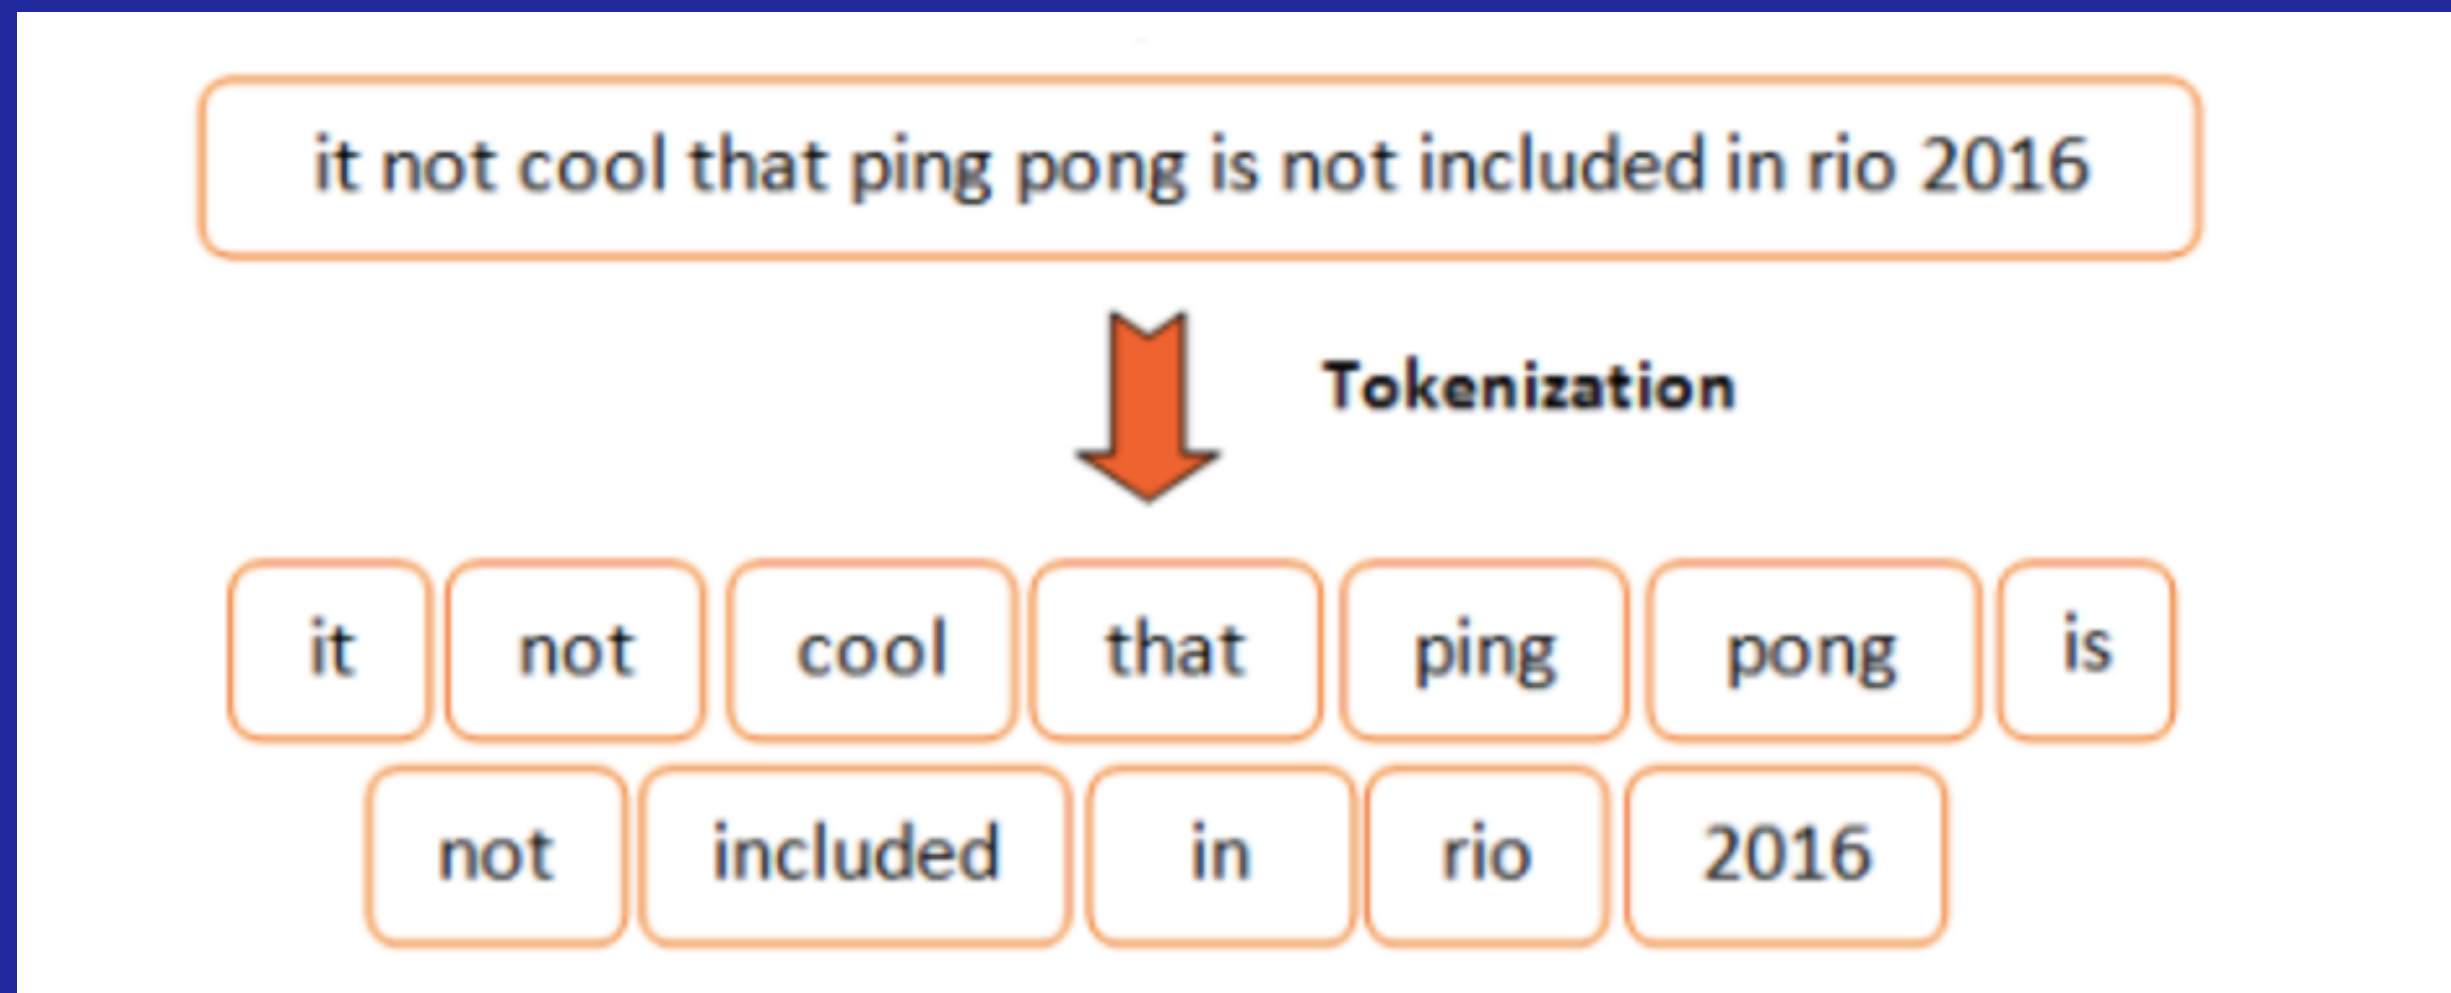 it not cool that ping pong is not included in rio 2016
Tokenization
it not cool that ping pong is
not included in rio 2016